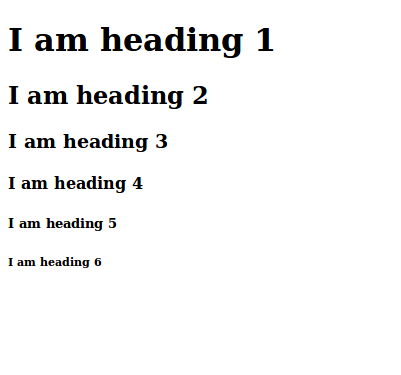 I am heading 1
I am heading 2
I am heading 3
I am heading 4
I am heading 5
I am heading 6